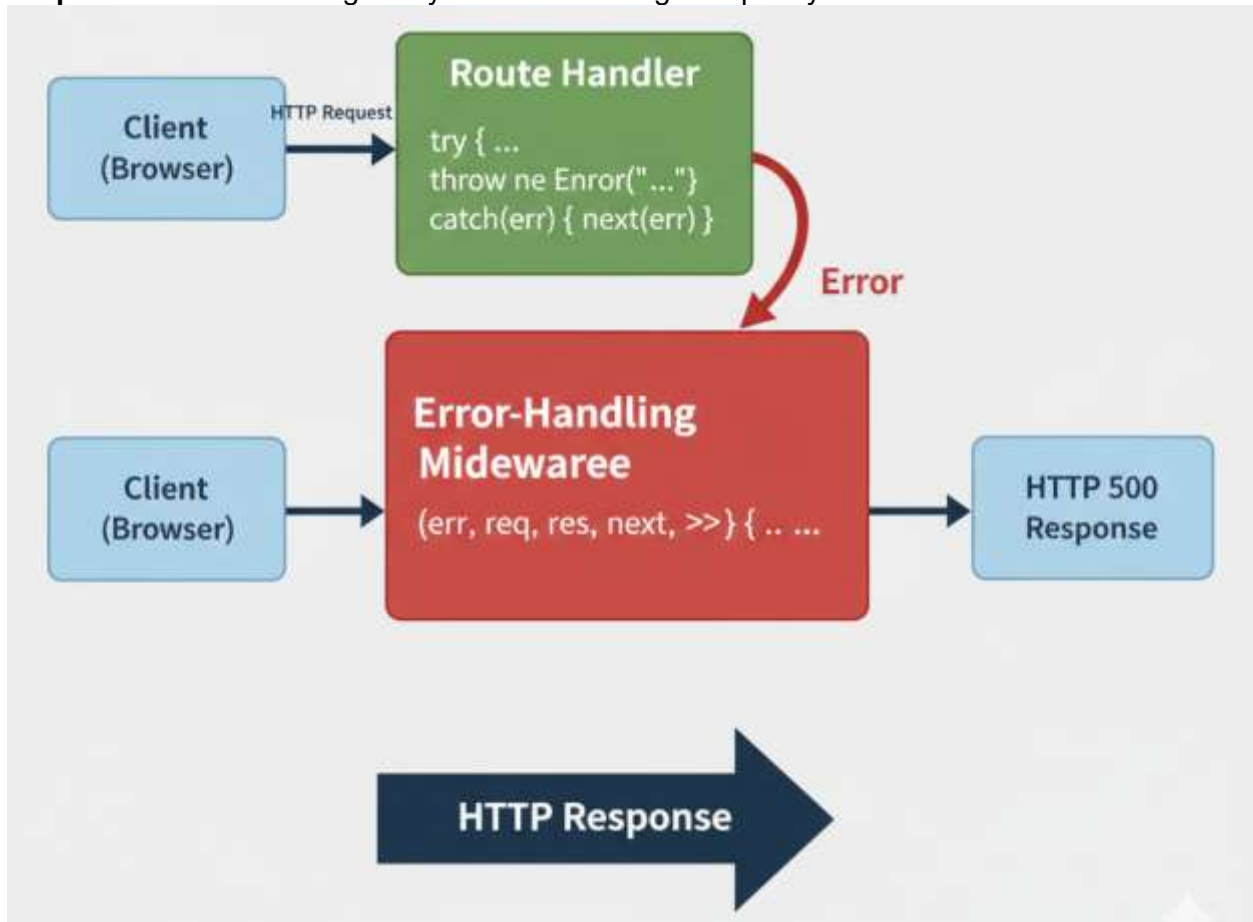 Route Handler
Client
(Browser)
HTTP Request
try { ...
throw ne Enror("..."}
catch(err) { next(err) }
Error
Error-Handling
Midewaree
(err, req, res, next, >>} { .. ...
Client
(Browser)
HTTP 500
Response
HTTP Response